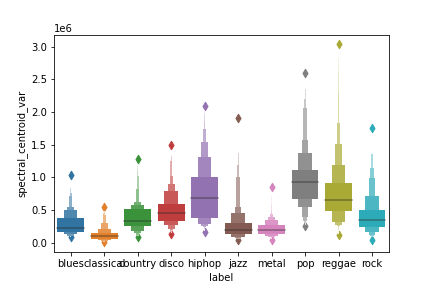 1e6
3.0
2.5
2.0
1.5
1.0
0.5
0.0
spectral_centroid_var
blues classical country disco hiphop jazz metal pop reggae rock
label